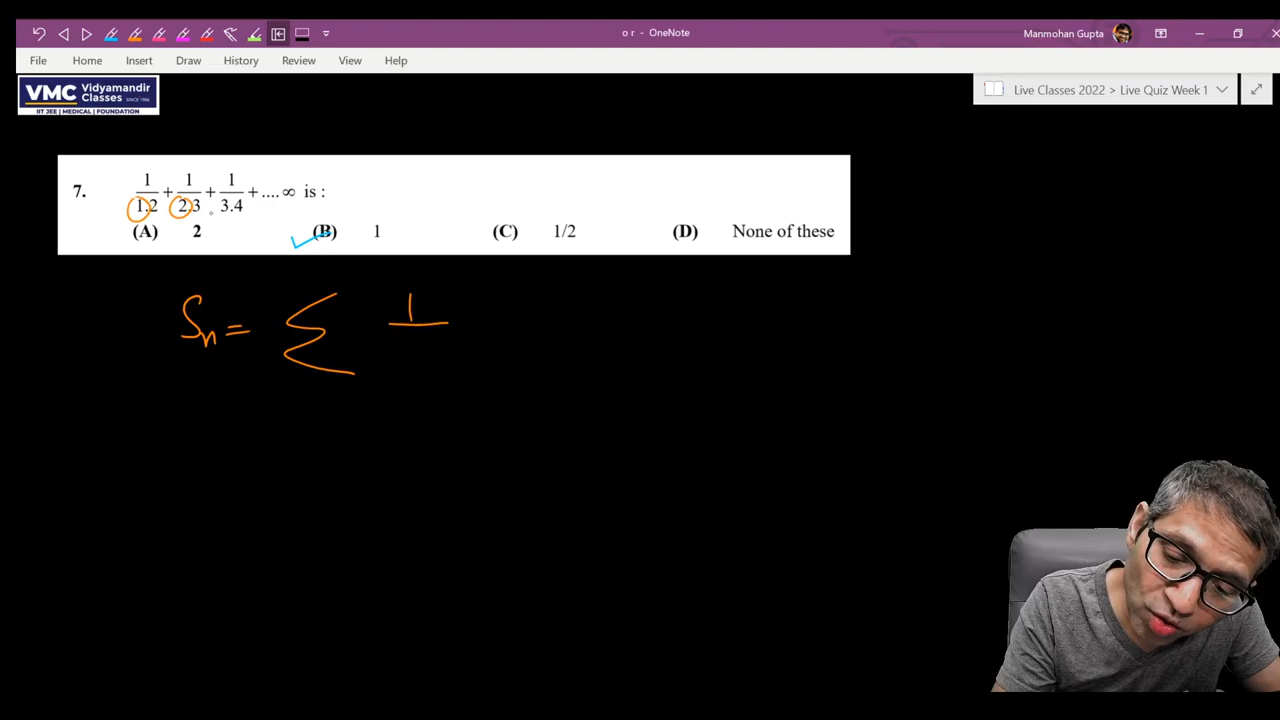 o r - OneNote
Manmohan Gupta
File Home Insert Draw History Review View Help
VMC Vidyamandir Classes SINCE 1986
IIT JEE | MEDICAL | FOUNDATION
Live Classes 2022 > Live Quiz Week 1
7. 1/1.2 + 1/2.3 + 1/3.4 + .... ∞ is :
(A) 2 (B) 1 (C) 1/2 (D) None of these
Sn = Σ 1/